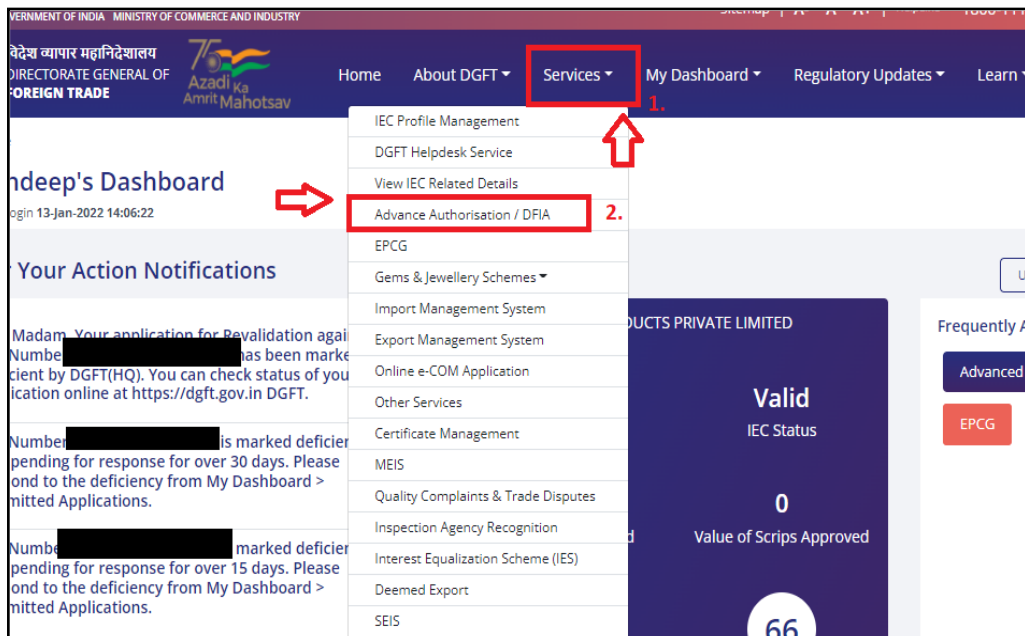 VERNMENT OF INDIA MINISTRY OF COMMERCE AND INDUSTRY
Sitemap
विदेश व्यापार महानिदेशालय
DIRECTORATE GENERAL OF
FOREIGN TRADE
75
Azadi Ka
Amrit Mahotsav
Home About DGFT Services My Dashboard Regulatory Updates Learn
1.
IEC Profile Management
DGFT Helpdesk Service
View IEC Related Details
Advance Authorisation / DFIA
2.
EPCG
Gems & Jewellery Schemes
Import Management System
Export Management System
Online e-COM Application
Other Services
Certificate Management
MEIS
Quality Complaints & Trade Disputes
Inspection Agency Recognition
Interest Equalization Scheme (IES)
Deemed Export
SEIS
ndeep's Dashboard
ogin 13-Jan-2022 14:06:22
Your Action Notifications
Madam, Your application for Revalidation agai
Numbe has been marke
cient by DGFT(HQ). You can check status of you
ication online at https://dgft.gov.in DGFT.
Number is marked deficier
pending for response for over 30 days. Please
ond to the deficiency from My Dashboard >
mitted Applications.
Numbe marked deficier
pending for response for over 15 days. Please
ond to the deficiency from My Dashboard >
mitted Applications.
DUCTS PRIVATE LIMITED
Valid
IEC Status
0
Value of Scrips Approved
66
Frequently A
Advanced
EPCG